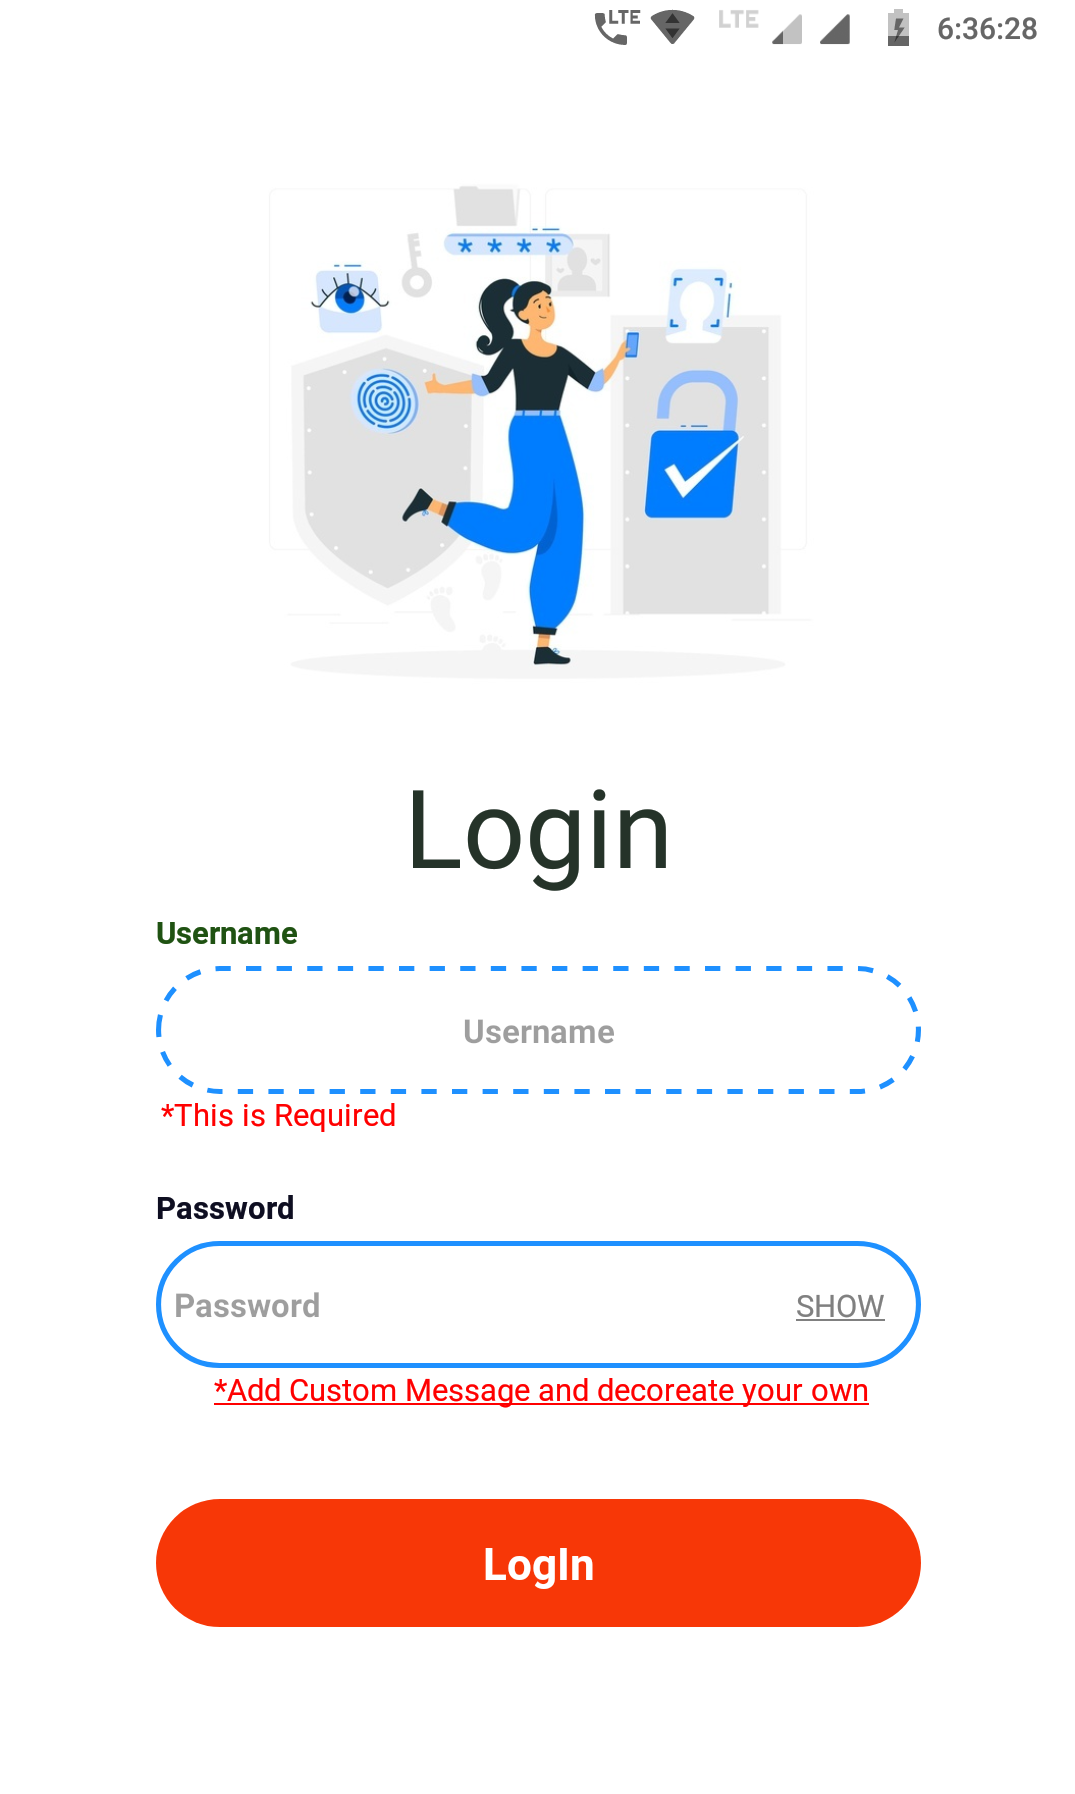 LTE LTE 6:36:28
* * * *
Login
Username
Username
*This is Required
Password
Password SHOW
*Add Custom Message and decoreate your own
LogIn